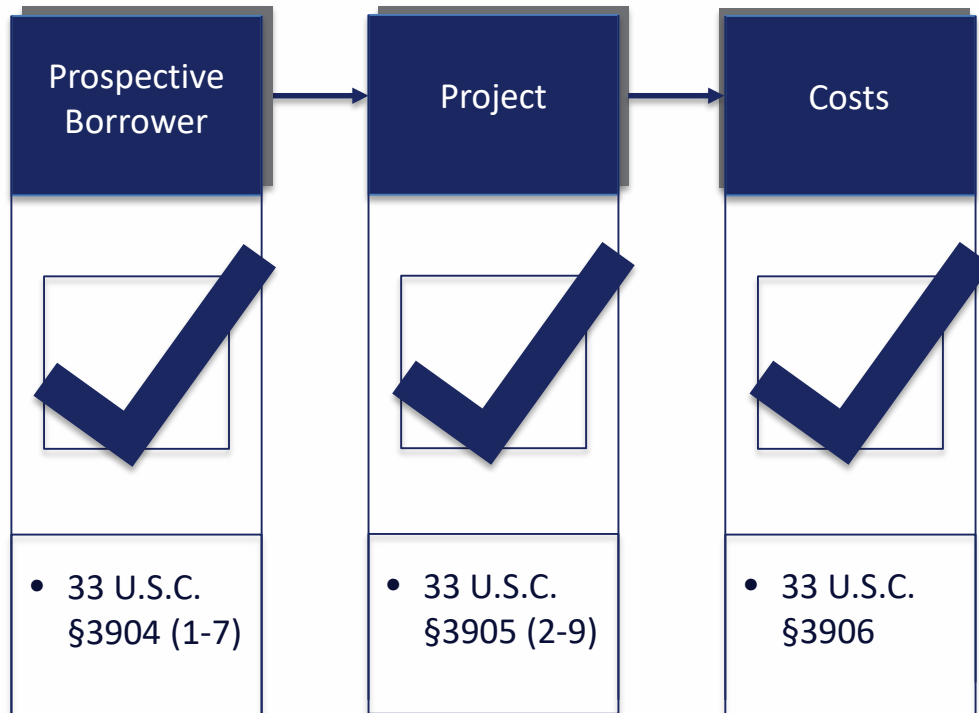 Prospective
Borrower
Project
Costs
• 33 U.S.C.
§3904 (1-7)
• 33 U.S.C.
§3905 (2-9)
• 33 U.S.C.
§3906